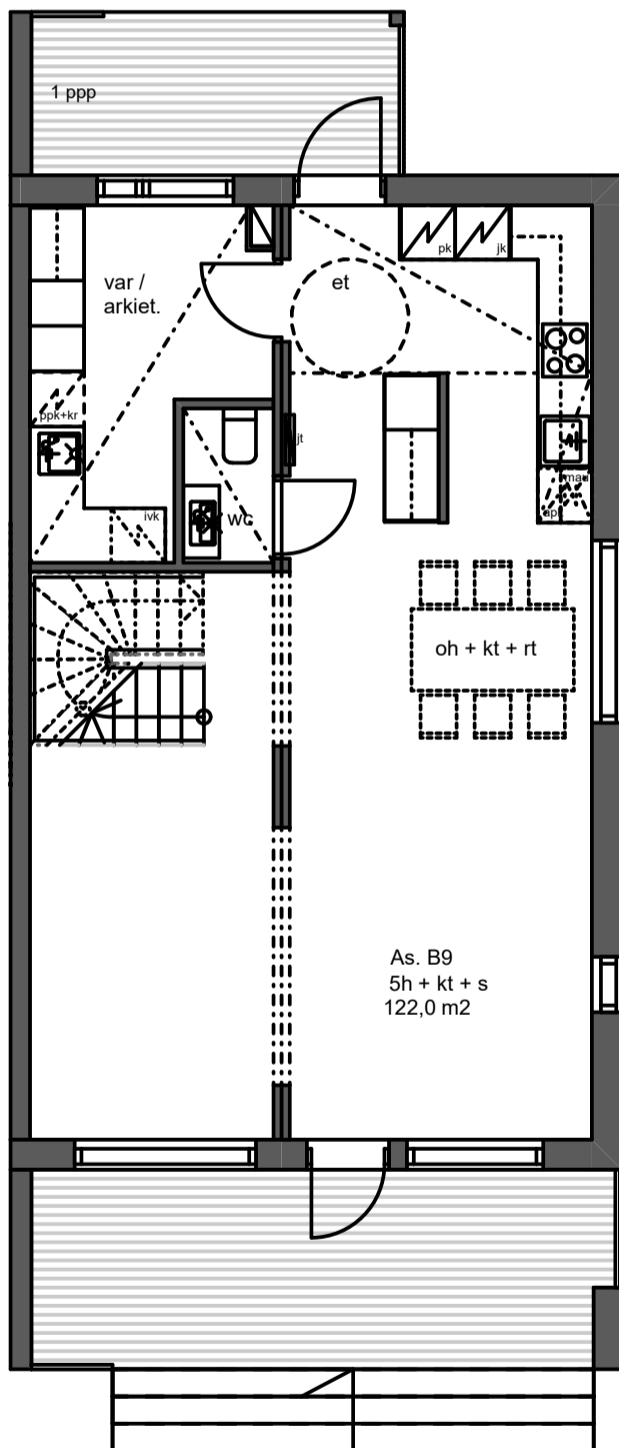 1 ppp
pk
jk
var /
arkiet.
et
ppk+kr
jt
mau
apk
ivk
wc
oh + kt + rt
As. B9
5h + kt + s
122,0 m2